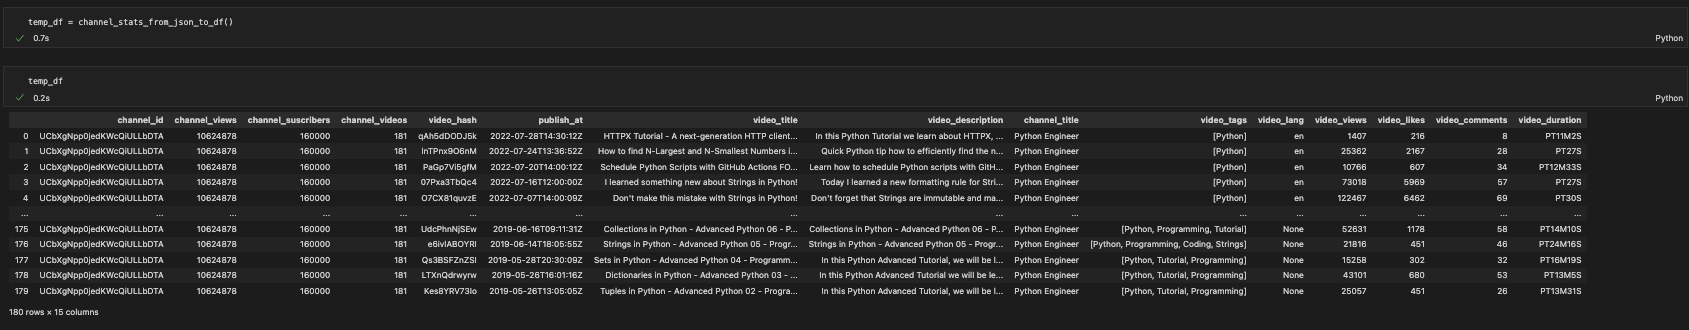 temp_df = channel_stats_from_json_to_df()
0.7s Python
temp_df
0.2s Python
channel_id channel_views channel_suscribers channel_videos video_hash publish_at video_title video_description channel_title video_tags video_lang video_views video_likes video_comments video_duration
0 UCbXgNpp0jedKWcQiULLbDTA 10624878 160000 181 qAh5dDODJ5k 2022-07-28T14:30:12Z HTTPX Tutorial - A next-generation HTTP client... In this Python Tutorial we learn about HTTPX, ... Python Engineer [Python] en 1407 216 8 PT11M2S
1 UCbXgNpp0jedKWcQiULLbDTA 10624878 160000 181 InTPnx9O6nM 2022-07-24T13:36:52Z How to find N-Largest and N-Smallest Numbers i... Quick Python tip how to efficiently find the n... Python Engineer [Python] en 25362 2167 28 PT27S
2 UCbXgNpp0jedKWcQiULLbDTA 10624878 160000 181 PaGp7Vi5gfM 2022-07-20T14:00:12Z Schedule Python Scripts with GitHub Actions FO... Learn how to schedule Python scripts with GitH... Python Engineer [Python] en 10766 607 34 PT12M33S
3 UCbXgNpp0jedKWcQiULLbDTA 10624878 160000 181 07Pxa3TbQc4 2022-07-16T12:00:00Z I learned something new about Strings in Python! Today I learned a new formatting rule for Stri... Python Engineer [Python] en 73018 5969 57 PT27S
4 UCbXgNpp0jedKWcQiULLbDTA 10624878 160000 181 O7CX81quvzE 2022-07-07T14:00:09Z Don't make this mistake with Strings in Python! Don't forget that Strings are immutable and ma... Python Engineer [Python] en 122467 6462 69 PT30S
... ... ... ... ... ... ... ... ... ... ... ... ... ... ... ...
175 UCbXgNpp0jedKWcQiULLbDTA 10624878 160000 181 UdcPhnNjSEw 2019-06-16T09:11:31Z Collections in Python - Advanced Python 06 - P... Collections in Python - Advanced Python 06 - P... Python Engineer [Python, Programming, Tutorial] None 52631 1178 58 PT14M10S
176 UCbXgNpp0jedKWcQiULLbDTA 10624878 160000 181 e6ivlABOYRI 2019-06-14T18:05:55Z Strings in Python - Advanced Python 05 - Progr... Strings in Python - Advanced Python 05 - Progr... Python Engineer [Python, Programming, Coding, Strings] None 21816 451 46 PT24M16S
177 UCbXgNpp0jedKWcQiULLbDTA 10624878 160000 181 Qs3BSFZnZSI 2019-05-28T20:30:09Z Sets in Python - Advanced Python 04 - Programm... In this Python Advanced Tutorial, we will be l... Python Engineer [Python, Tutorial, Programming] None 15258 302 32 PT16M19S
178 UCbXgNpp0jedKWcQiULLbDTA 10624878 160000 181 LTXnQdrwyrw 2019-05-26T16:01:16Z Dictionaries in Python - Advanced Python 03 - ... In this Python Advanced Tutorial we will be le... Python Engineer [Python, Tutorial, Programming] None 43101 680 53 PT13M5S
179 UCbXgNpp0jedKWcQiULLbDTA 10624878 160000 181 Kes8YRV73Io 2019-05-26T13:05:05Z Tuples in Python - Advanced Python 02 - Progra... In this Python Advanced Tutorial, we will be l... Python Engineer [Python, Tutorial, Programming] None 25057 451 26 PT13M31S
180 rows × 15 columns